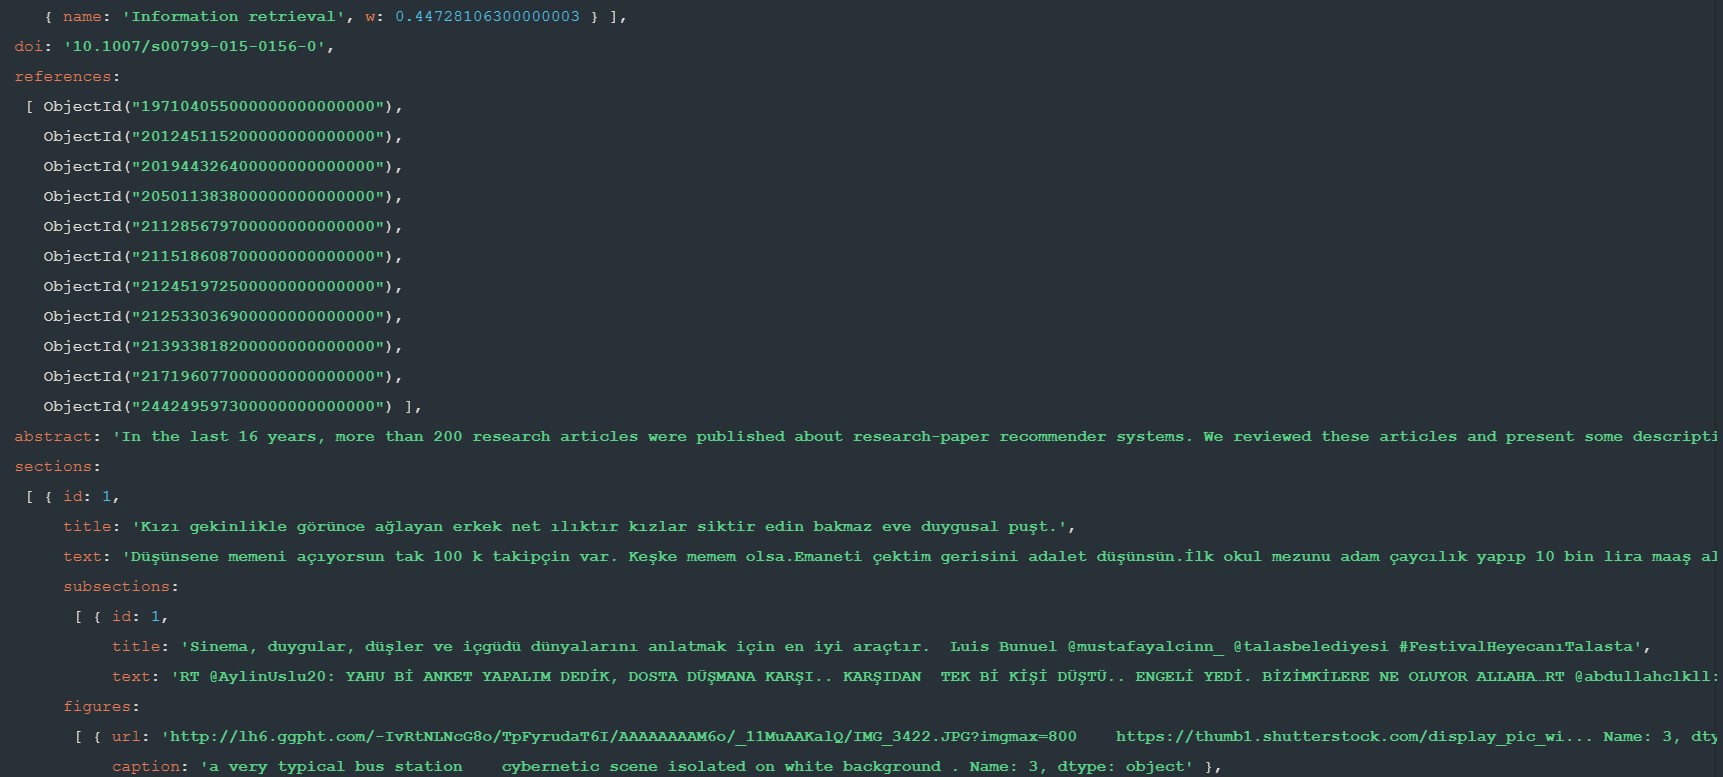 { name: 'Information retrieval', w: 0.44728106300000003 } ],
doi: '10.1007/s00799-015-0156-0',
references:
[ ObjectId("197104055000000000000000"),
ObjectId("201245115200000000000000"),
ObjectId("201944326400000000000000"),
ObjectId("205011383800000000000000"),
ObjectId("211285679700000000000000"),
ObjectId("211518608700000000000000"),
ObjectId("212451972500000000000000"),
ObjectId("212533036900000000000000"),
ObjectId("213933818200000000000000"),
ObjectId("217196077000000000000000"),
ObjectId("244249597300000000000000") ],
abstract: 'In the last 16 years, more than 200 research articles were published about research-paper recommender systems. We reviewed these articles and present some descripti
sections:
[ { id: 1,
title: 'Kızı gekinlikle görünce ağlayan erkek net ılıktır kızlar siktir edin bakmaz eve duygusal puşt.',
text: 'Düşünsene memeni açıyorsun tak 100 k takipçin var. Keşke memem olsa.Emaneti çektim gerisini adalet düşünsün.İlk okul mezunu adam çaycılık yapıp 10 bin lira maaş al
subsections:
[ { id: 1,
title: 'Sinema, duygular, düşler ve içgüdü dünyalarını anlatmak için en iyi araçtır.  Luis Bunuel @mustafayalcinn_ @talasbelediyesi #FestivalHeyecanıTalasta',
text: 'RT @AylinUslu20: YAHU Bİ ANKET YAPALIM DEDİK, DOSTA DÜŞMANA KARŞI.. KARŞIDAN  TEK Bİ KİŞİ DÜŞTÜ.. ENGELİ YEDİ. BİZİMKİLERE NE OLUYOR ALLAHA…RT @abdullahclkll:
figures:
[ { url: 'http://lh6.ggpht.com/-IvRtNLNcG8o/TpFyrudaT6I/AAAAAAAAM6o/_11MuAAKalQ/IMG_3422.JPG?imgmax=800    https://thumb1.shutterstock.com/display_pic_wi... Name: 3, dty
caption: 'a very typical bus station    cybernetic scene isolated on white background . Name: 3, dtype: object' },